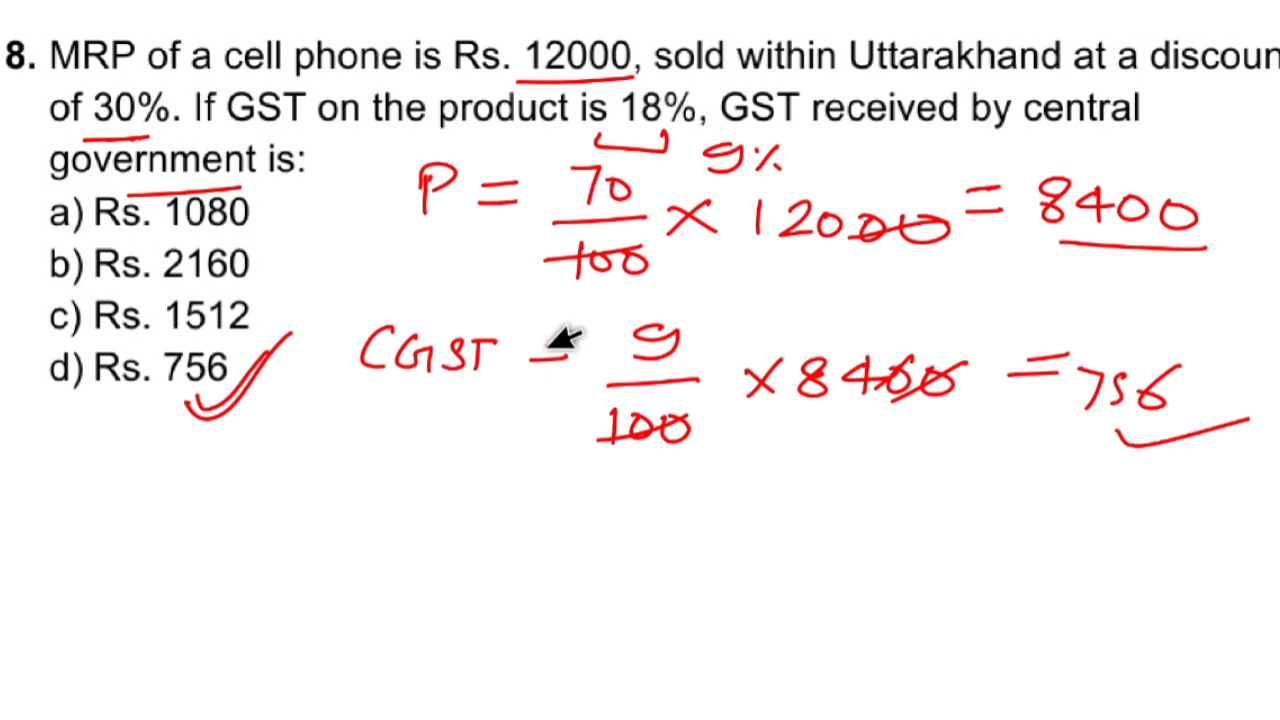 8. MRP of a cell phone is Rs. 12000, sold within Uttarakhand at a discoun
of 30%. If GST on the product is 18%, GST received by central
government is:
9%
P = 70/100 × 12000 = 8400
a) Rs. 1080
b) Rs. 2160
c) Rs. 1512
d) Rs. 756
CGST = 9/100 × 8400 = 756